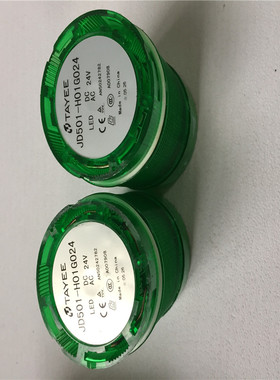 TAYEE
JD501-H01G024
DC 24V
LED AC
CE
Made in China
TAYEE
JD501-H01G024
DC 24V
LED AC
CE
Made in China